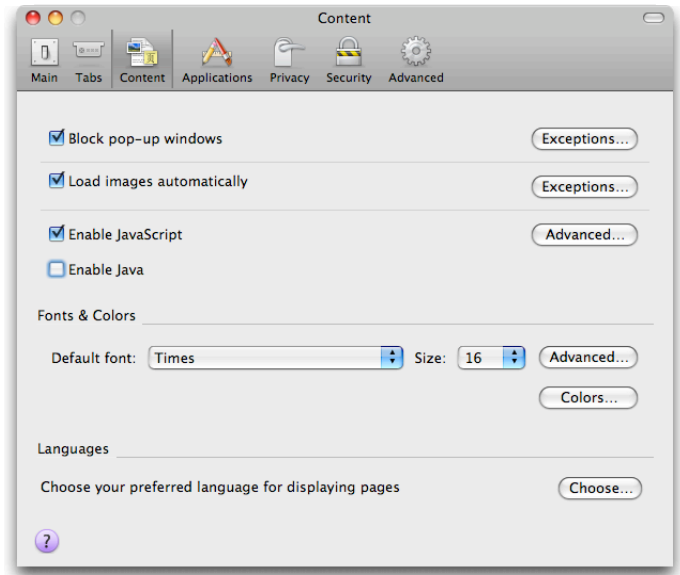 Content
Main Tabs Content Applications Privacy Security Advanced
Block pop-up windows Exceptions...
Load images automatically Exceptions...
Enable JavaScript Advanced...
Enable Java
Fonts & Colors
Default font: Times Size: 16 Advanced...
Colors...
Languages
Choose your preferred language for displaying pages Choose...
?